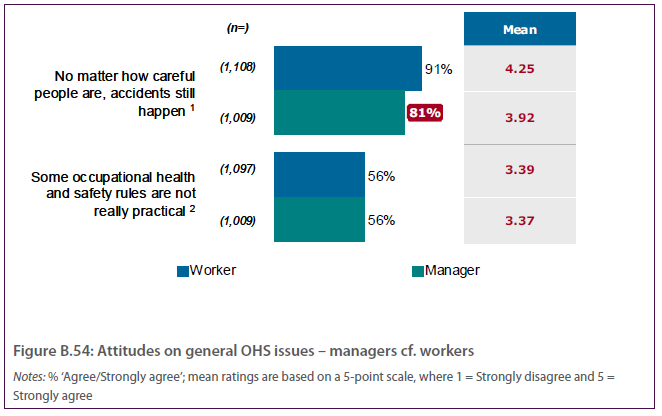 (n=)
Mean
No matter how careful
people are, accidents still
happen 1
(1,108)
91%
4.25
(1,009)
81%
3.92
Some occupational health
and safety rules are not
really practical 2
(1,097)
56%
3.39
(1,009)
56%
3.37
Worker
Manager
Figure B.54: Attitudes on general OHS issues – managers cf. workers
Notes: % ‘Agree/Strongly agree’; mean ratings are based on a 5-point scale, where 1 = Strongly disagree and 5 =
Strongly agree